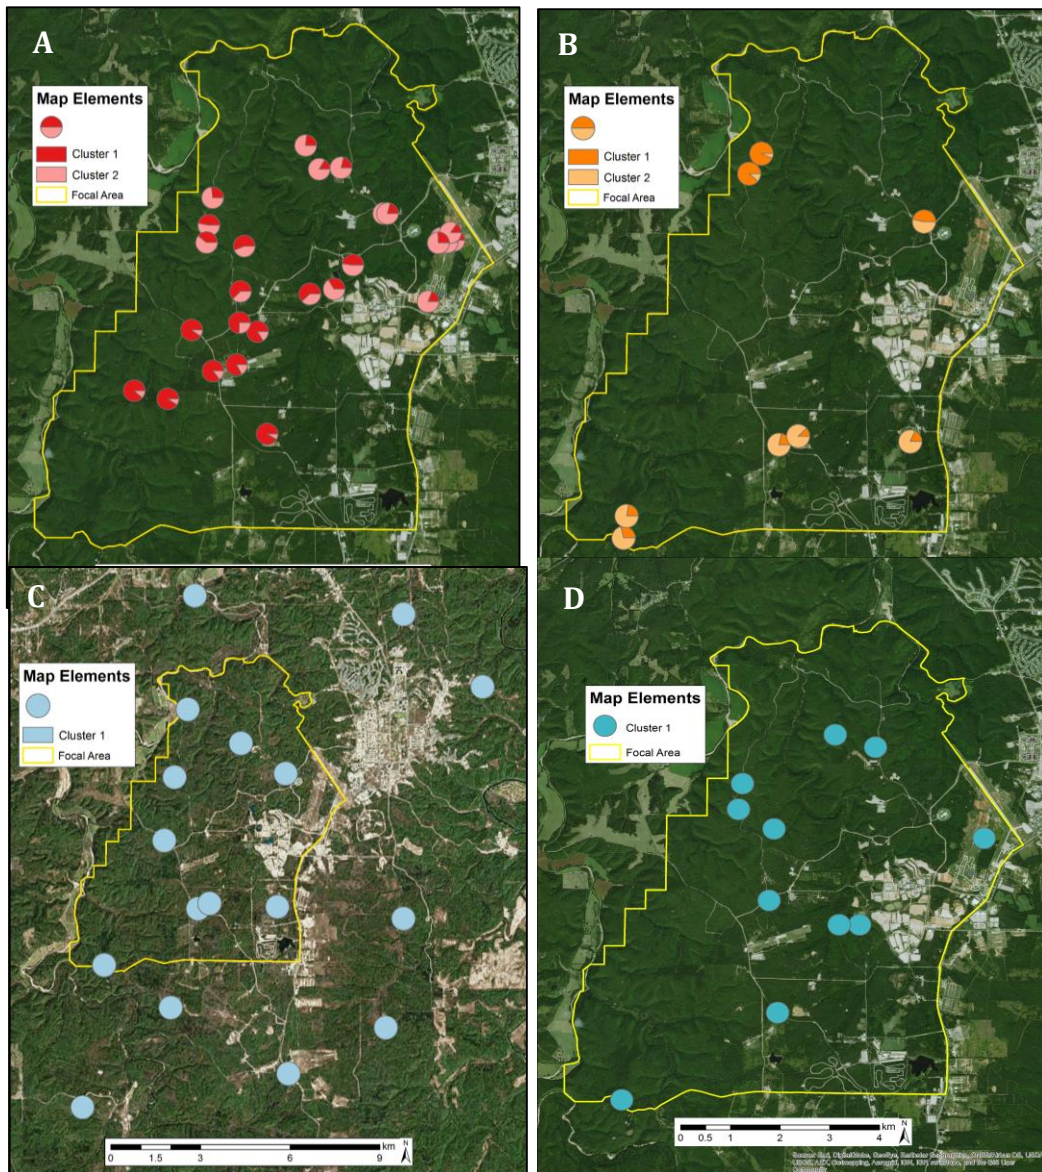 A
Map Elements
Cluster 1
Cluster 2
Focal Area
B
Map Elements
Cluster 1
Cluster 2
Focal Area
C
Map Elements
Cluster 1
Focal Area
0 1.5 3 6 9
km
N
D
Map Elements
Cluster 1
Focal Area
0 0.5 1 2 3 4
km
N